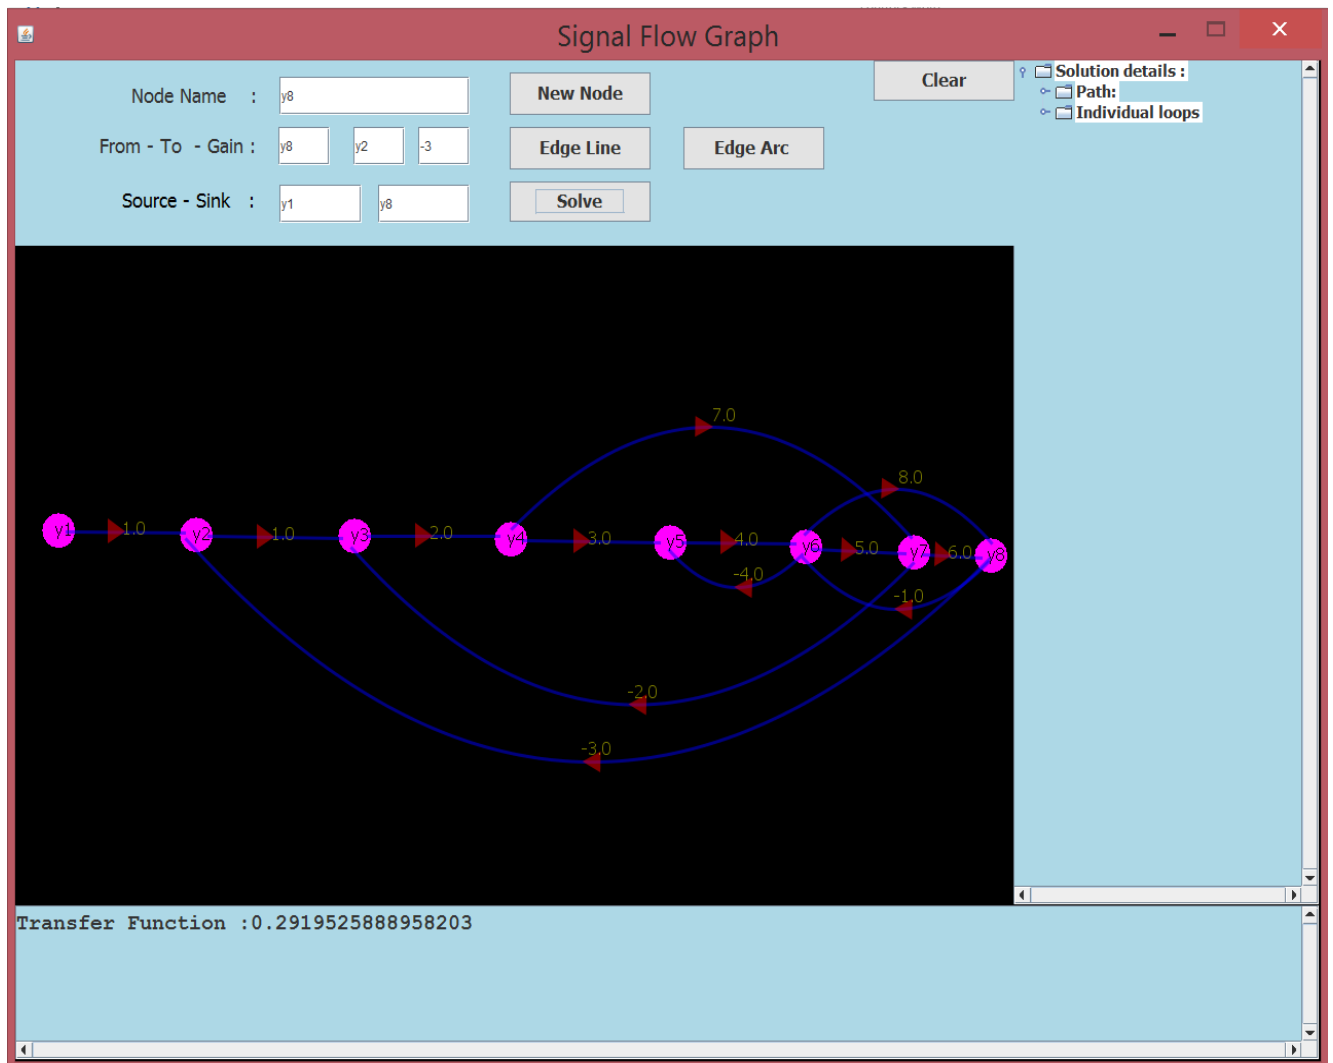 Signal Flow Graph
Node Name : y8 New Node Clear
From - To - Gain : y8 y2 -3 Edge Line Edge Arc
Source - Sink : y1 y8 Solve
Solution details :
Path:
Individual loops
7.0
8.0
y1 1.0 y2 1.0 y3 2.0 y4 3.0 y5 4.0 y6 5.0 y7 6.0 y8
-4.0
-1.0
-2.0
-3.0
Transfer Function :0.2919525888958203